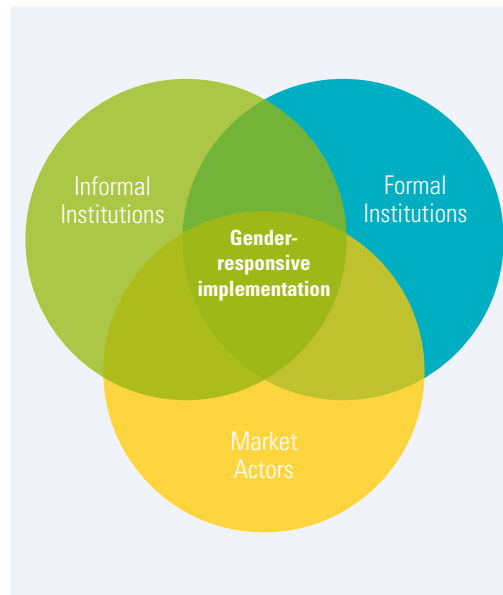 Informal
Institutions
Formal
Institutions
Gender-
responsive
implementation
Market
Actors